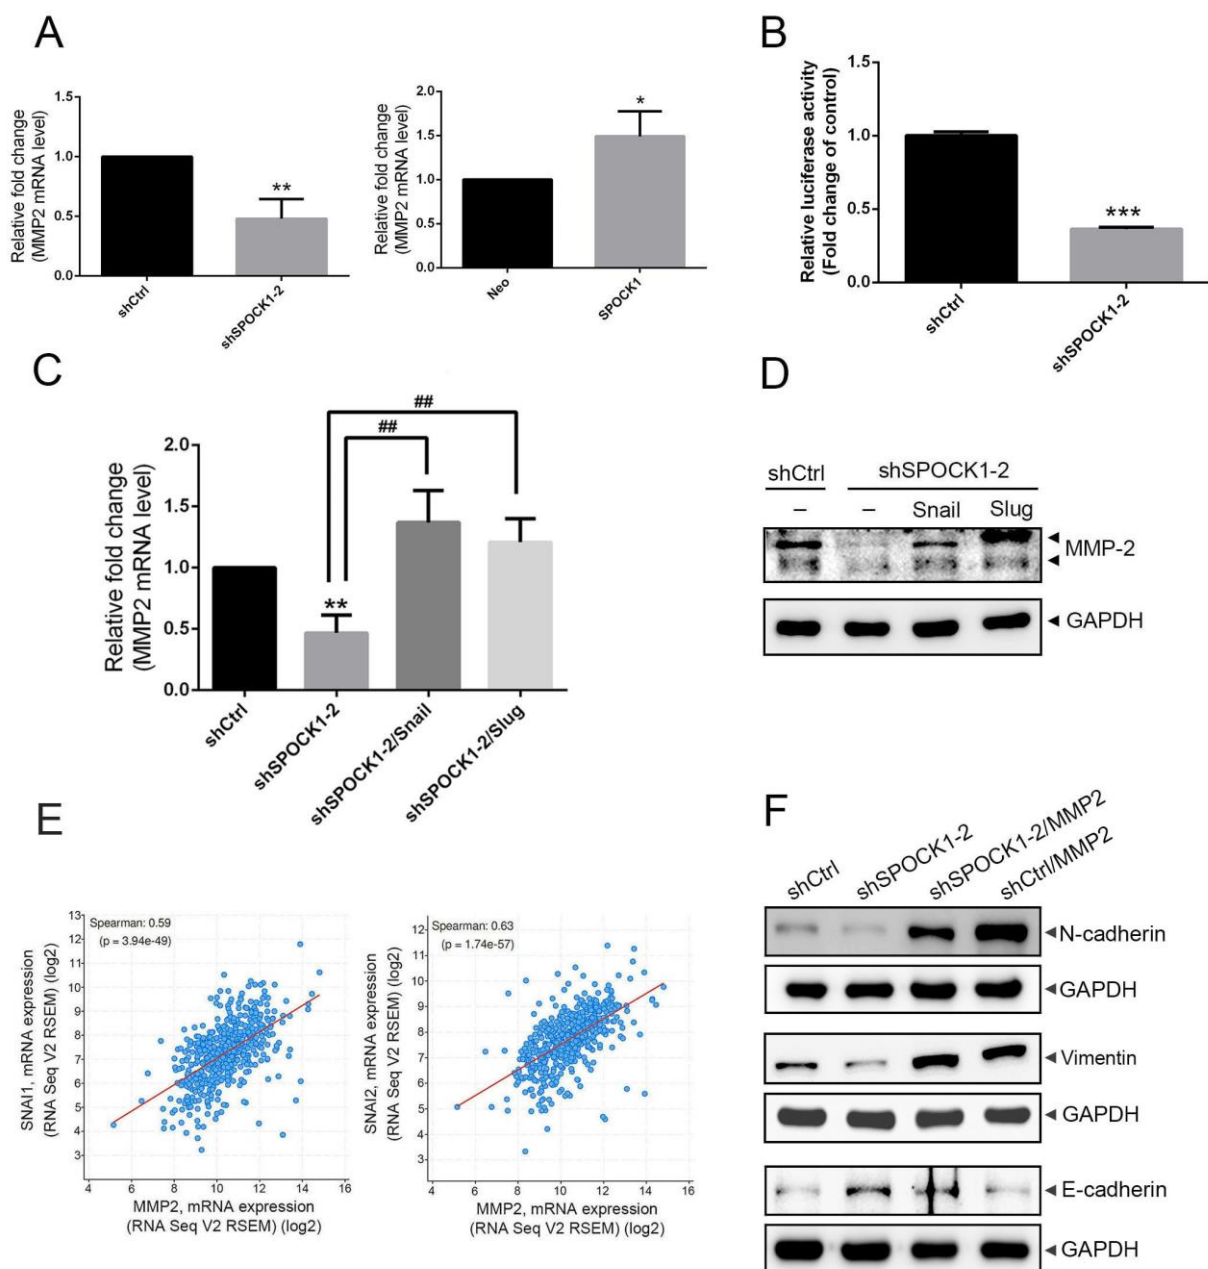 A
Relative fold change
(MMP2 mRNA level)
1.5
1.0
0.5
0.0
**
shCtrl
shSPOCK1-2
Relative fold change
(MMP2 mRNA level)
2.0
1.5
1.0
0.5
0.0
*
Neo
SPOCK1
B
Relative luciferase activity
(Fold change of control)
1.5
1.0
0.5
0.0
***
shCtrl
shSPOCK1-2
C
Relative fold change
(MMP2 mRNA level)
2.0
1.5
1.0
0.5
0.0
##
##
**
shCtrl
shSPOCK1-2
shSPOCK1-2/Snail
shSPOCK1-2/Slug
D
shCtrl
shSPOCK1-2
– – Snail Slug
MMP-2
GAPDH
E
SNAI1, mRNA expression
(RNA Seq V2 RSEM) (log2)
Spearman: 0.59
(p = 3.94e-49)
13
12
11
10
9
8
7
6
5
4
3
4 6 8 10 12 14 16
MMP2, mRNA expression
(RNA Seq V2 RSEM) (log2)
SNAI2, mRNA expression
(RNA Seq V2 RSEM) (log2)
Spearman: 0.63
(p = 1.74e-57)
12
11
10
9
8
7
6
5
4
3
4 6 8 10 12 14 16
MMP2, mRNA expression
(RNA Seq V2 RSEM) (log2)
F
shCtrl
shSPOCK1-2
shSPOCK1-2/MMP2
shCtrl/MMP2
N-cadherin
GAPDH
Vimentin
GAPDH
E-cadherin
GAPDH